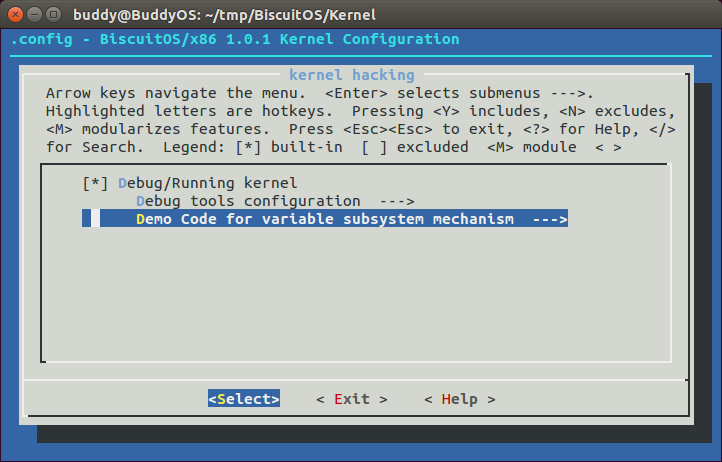 buddy@BuddyOS: ~/tmp/BiscuitOS/Kernel
.config - BiscuitOS/x86 1.0.1 Kernel Configuration
kernel hacking
Arrow keys navigate the menu.  <Enter> selects submenus --->.
Highlighted letters are hotkeys.  Pressing <Y> includes, <N> excludes,
<M> modularizes features.  Press <Esc><Esc> to exit, <?> for Help, </>
for Search.  Legend: [*] built-in  [ ] excluded  <M> module  < >
[*] Debug/Running kernel
Debug tools configuration  --->
Demo Code for variable subsystem mechanism  --->
<Select>    < Exit >    < Help >